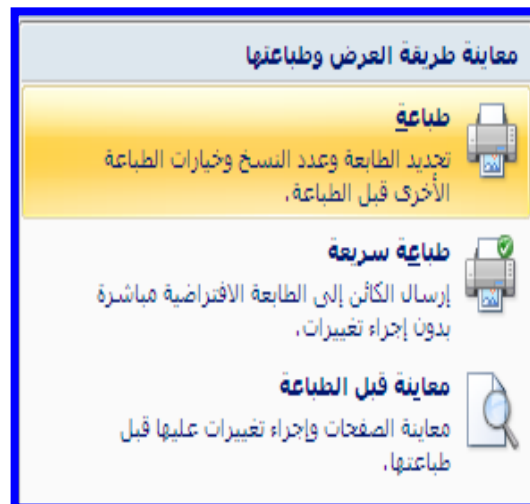 معاينة طريقة العرض وطباعتها
طباعة
تحديد الطابعة وعدد النسخ وخيارات الطباعة
الأخرى قبل الطباعة.
طباعة سريعة
إرسال الكائن إلى الطابعة الافتراضية مباشرة
بدون إجراء تغييرات.
معاينة قبل الطباعة
معاينة الصفحات وإجراء تغييرات عليها قبل
طباعتها.